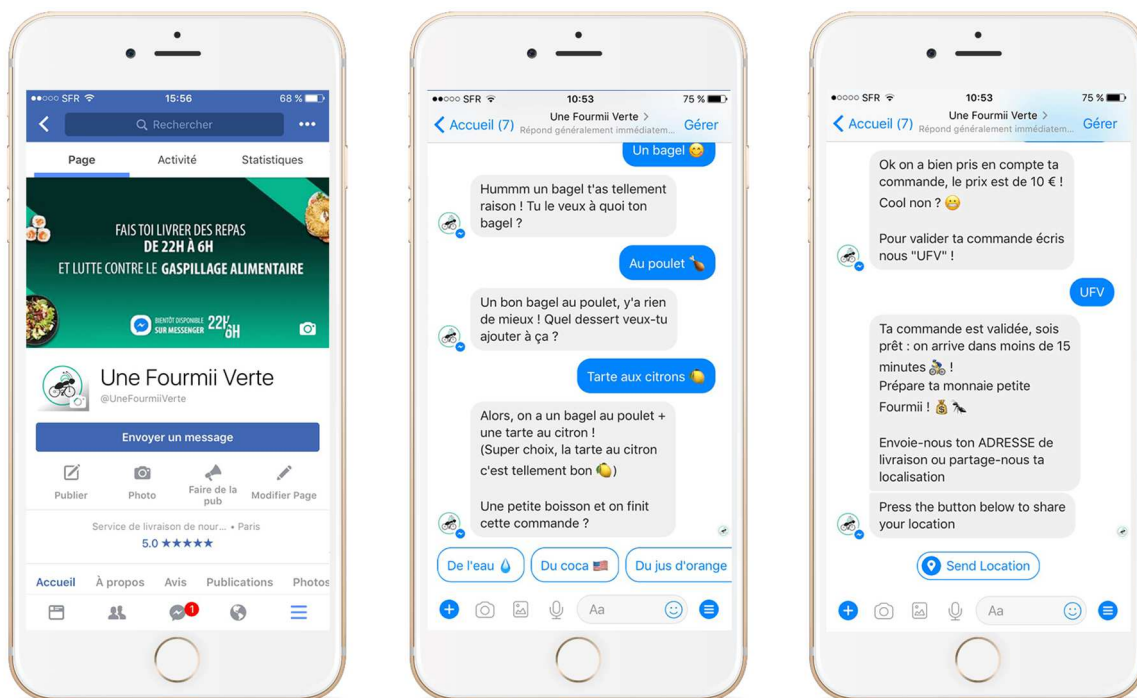 SFR
15:56
68 %
Rechercher
Page
Activité
Statistiques
FAIS TOI LIVRER DES REPAS
DE 22H À 6H
ET LUTTE CONTRE LE GASPILLAGE ALIMENTAIRE
BIENTÔT DISPONIBLE
SUR MESSENGER
22H/
6H
Une Fourmii Verte
@UneFourmiiVerte
Envoyer un message
Publier
Photo
Faire de la
pub
Modifier Page
Service de livraison de nour... • Paris
5.0 ★★★★★
Accueil
À propos
Avis
Publications
Photos
1
SFR
10:53
75 %
Accueil (7)
Une Fourmii Verte >
Répond généralement immédiatem...
Gérer
Un bagel 😋
Hummm un bagel t'as tellement
raison ! Tu le veux à quoi ton
bagel ?
Au poulet 🍗
Un bon bagel au poulet, y'a rien
de mieux ! Quel dessert veux-tu
ajouter à ça ?
Tarte aux citrons 🍋
Alors, on a un bagel au poulet +
une tarte au citron !
(Super choix, la tarte au citron
c'est tellement bon 🍋)
Une petite boisson et on finit
cette commande ?
De l'eau 💧
Du coca 🇺🇸
Du jus d'orange
Aa
SFR
10:53
75 %
Accueil (7)
Une Fourmii Verte >
Répond généralement immédiatem...
Gérer
Ok on a bien pris en compte ta
commande, le prix est de 10 € !
Cool non ? 😁
Pour valider ta commande écris
nous "UFV" !
UFV
Ta commande est validée, sois
prêt : on arrive dans moins de 15
minutes 🚴 !
Prépare ta monnaie petite
Fourmii ! 💰 🐜
Envoie-nous ton ADRESSE de
livraison ou partage-nous ta
localisation
Press the button below to share
your location
Send Location
Aa